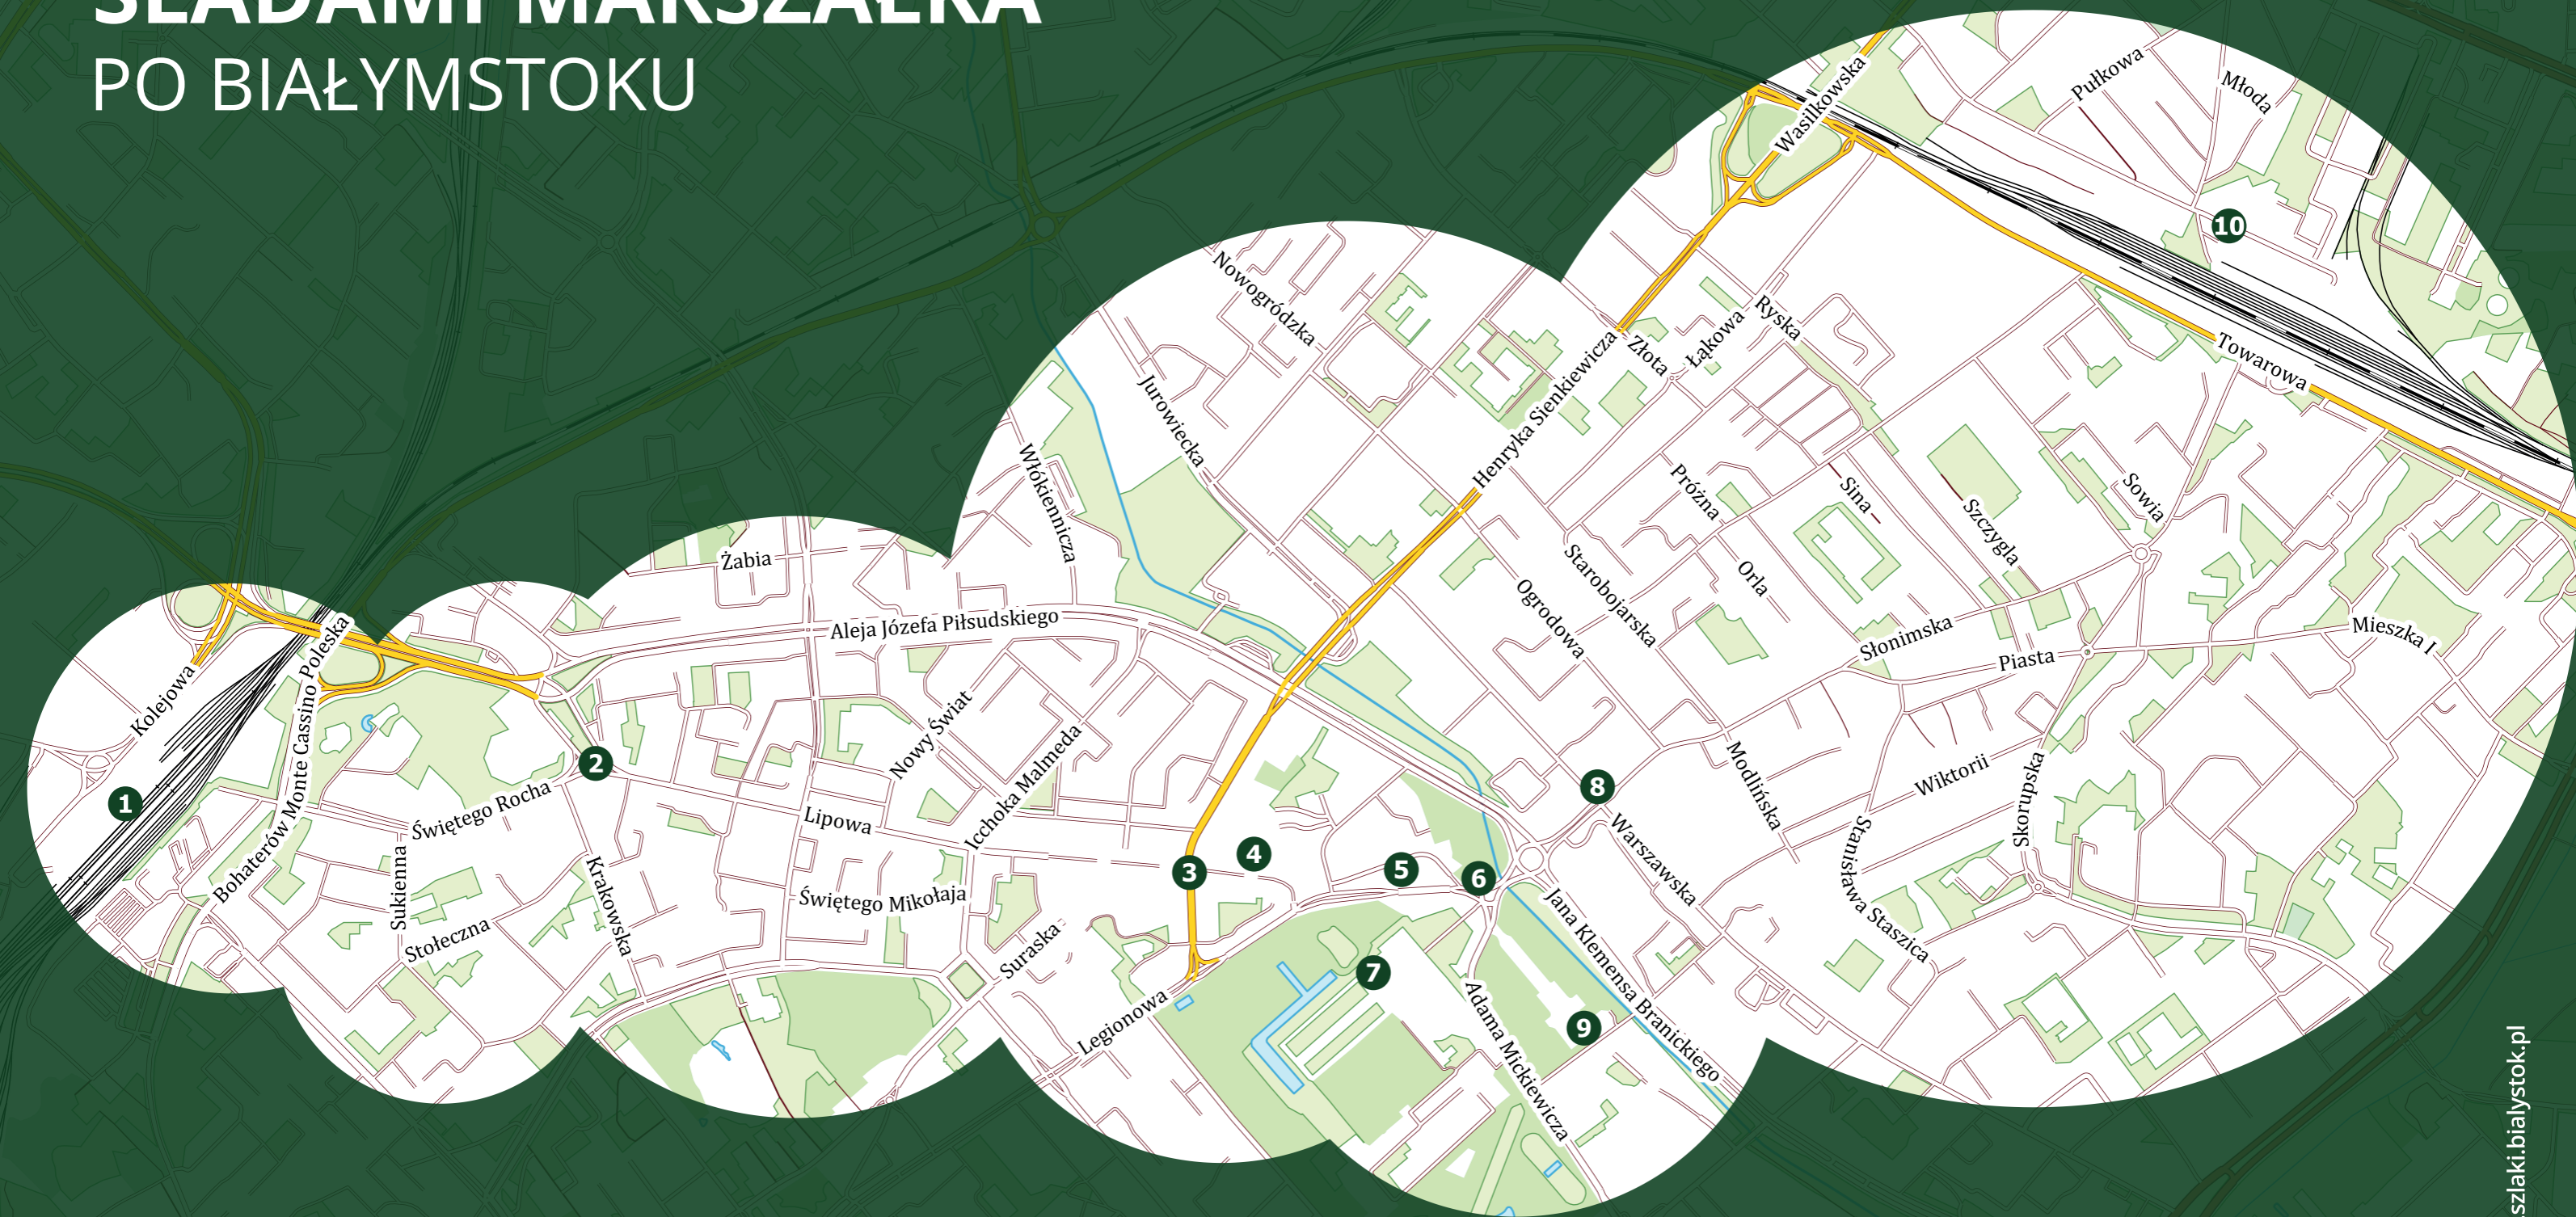 ŚLADAMI MARSZAŁKA
PO BIAŁYMSTOKU
Wasilkowska
Pułkowa
Młoda
10
Nowogródzka
Ryska
Łąkowa
Złota
Towarowa
Henryka Sienkiewicza
Jurowiecka
Włókiennicza
Próżna
Sina
Szczygla
Sowia
Żabia
Starobojarska
Orla
Ogrodowa
Aleja Józefa Piłsudskiego
Słonimska
Piasta
Mieszka I
Kolejowa
Poleska
Bohaterów Monte Cassino
Nowy Świat
Icchoka Malmeda
Modlińska
Wiktorii
Skorupska
1
2
8
Świętego Rocha
Lipowa
Warszawska
Stanisława Staszica
3
4
5
6
Sukienna
Krakowska
Świętego Mikołaja
Stołeczna
Suraska
Legionowa
7
9
Jana Klemensa Branickiego
Adama Mickiewicza
szlaki.bialystok.pl